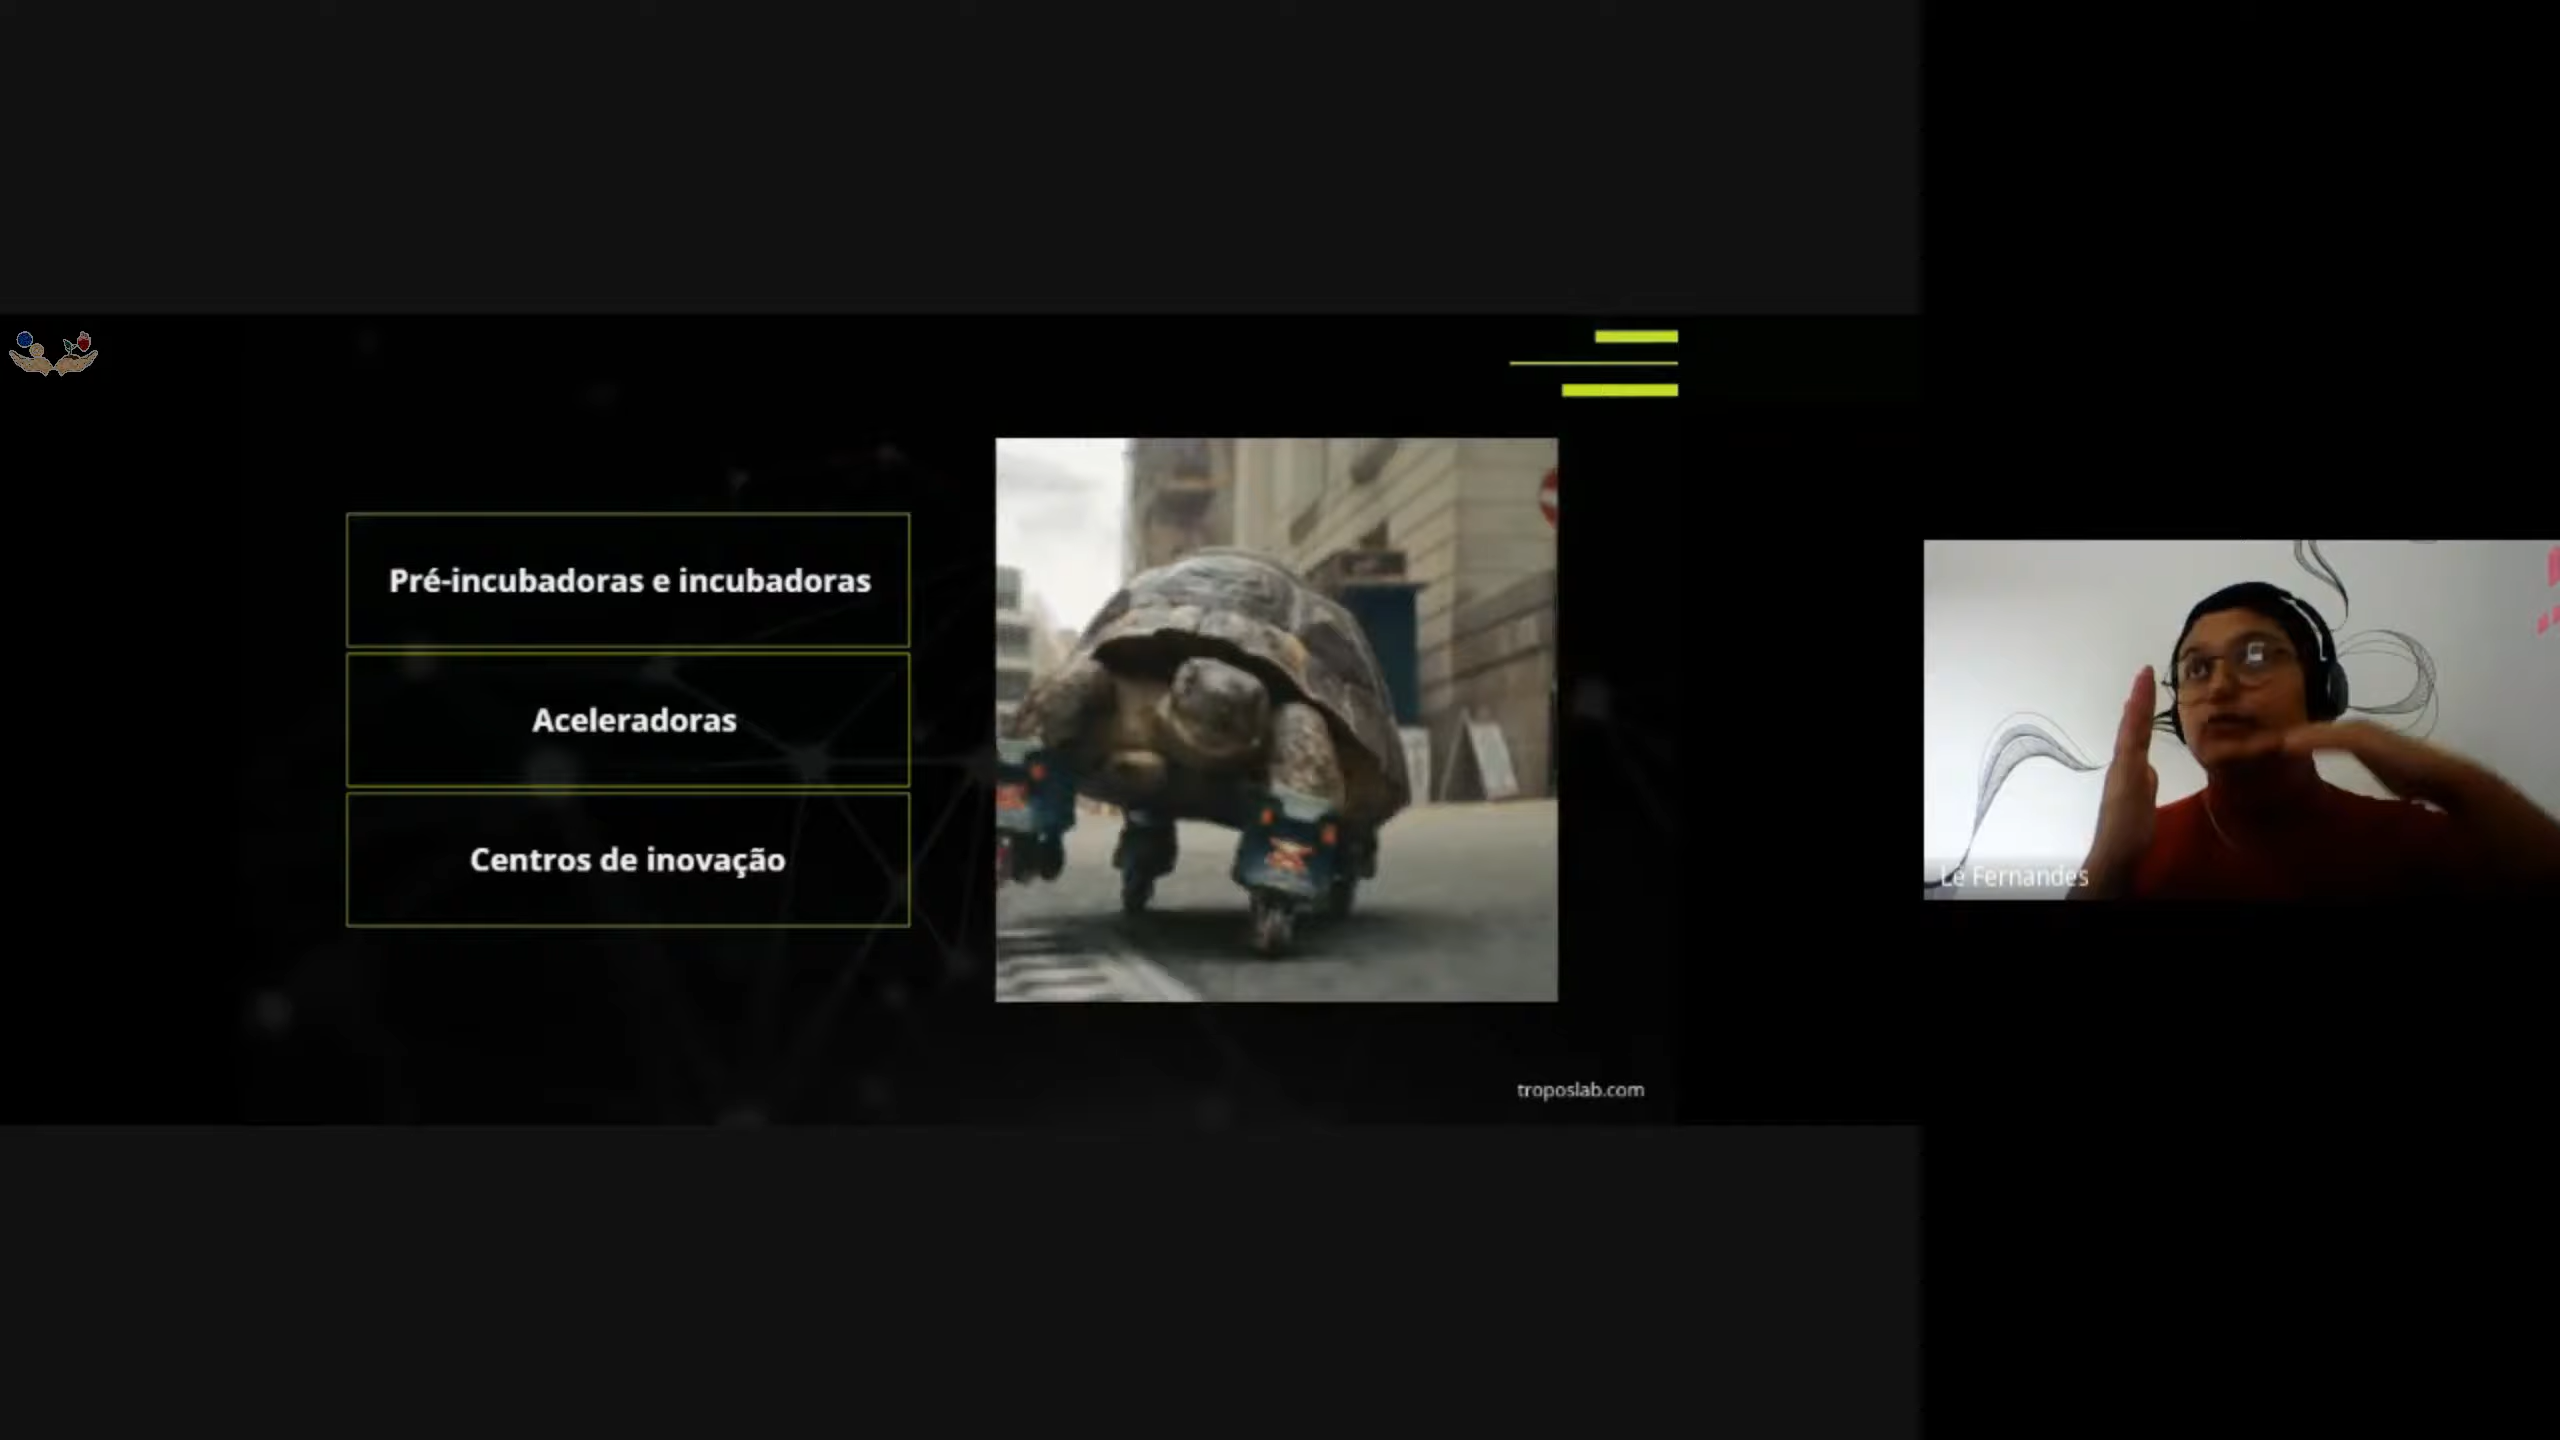 Pré-incubadoras e incubadoras
Aceleradoras
Centros de inovação
troposlab.com
Le Fernandes